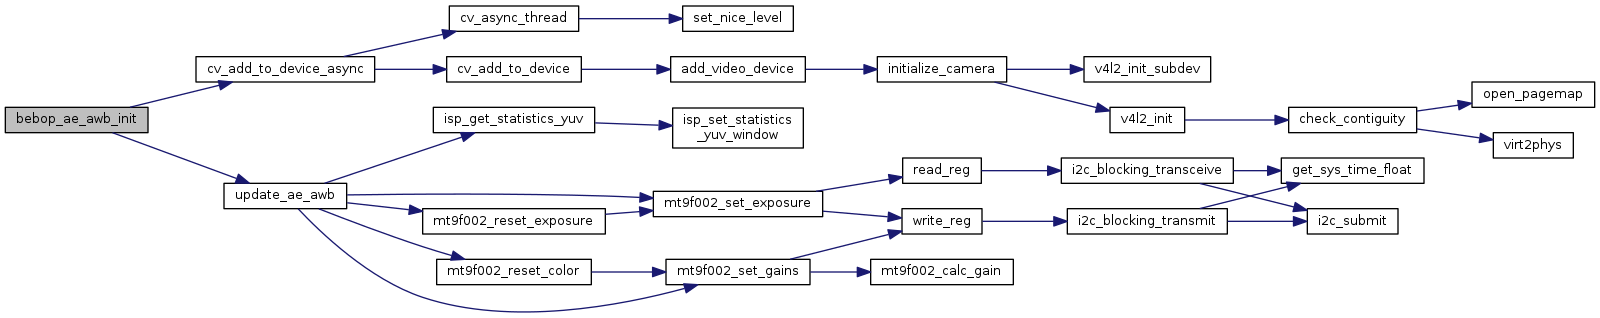 cv_async_thread
set_nice_level
cv_add_to_device_async
cv_add_to_device
add_video_device
initialize_camera
v4l2_init_subdev
open_pagemap
bebop_ae_awb_init
isp_get_statistics_yuv
isp_set_statistics
_yuv_window
v4l2_init
check_contiguity
virt2phys
read_reg
i2c_blocking_transceive
get_sys_time_float
update_ae_awb
mt9f002_set_exposure
mt9f002_reset_exposure
write_reg
i2c_blocking_transmit
i2c_submit
mt9f002_reset_color
mt9f002_set_gains
mt9f002_calc_gain